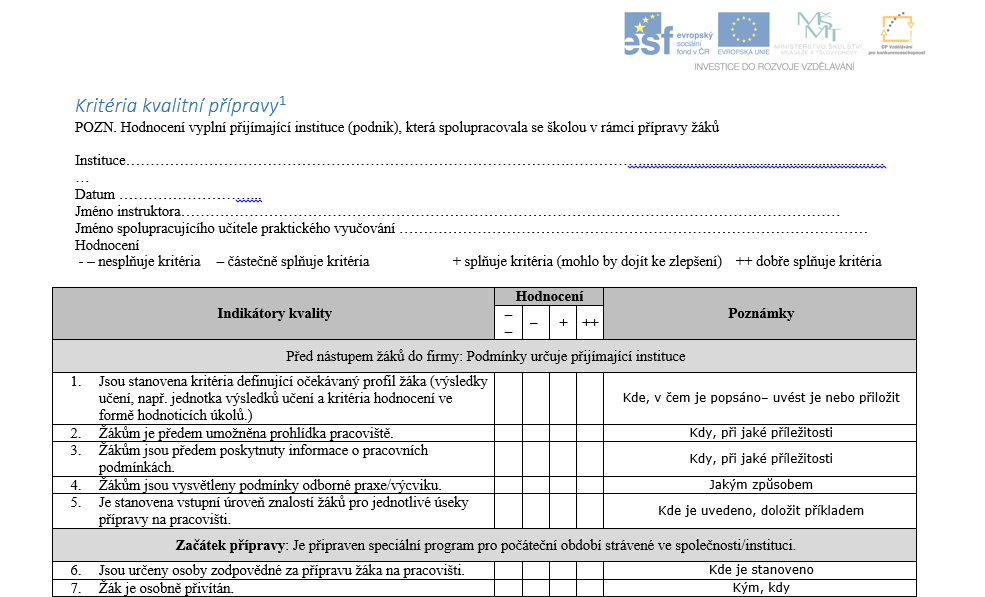 esf evropský sociální fond v ČR
EVROPSKÁ UNIE
MINISTERSTVO ŠKOLSTVÍ,
MLÁDEŽE A TĚLOVÝCHOVY
OP Vzdělávání
pro konkurenceschopnost
INVESTICE DO ROZVOJE VZDĚLÁVÁNÍ
Kritéria kvalitní přípravy1
POZN. Hodnocení vyplní přijímající instituce (podnik), která spolupracovala se školou v rámci přípravy žáků
Instituce……………………………………………………………………………………………………
…
Datum …………………………
Jméno instruktora……………………………………………………………………………………………
Jméno spolupracujícího učitele praktického vyučování ……………………………………………………………
Hodnocení
- – nesplňuje kritéria – částečně splňuje kritéria + splňuje kritéria (mohlo by dojít ke zlepšení) ++ dobře splňuje kritéria
Indikátory kvality Hodnocení Poznámky
– – – + ++
Před nástupem žáků do firmy: Podmínky určuje přijímající instituce
1. Jsou stanovena kritéria definující očekávaný profil žáka (výsledky
učení, např. jednotka výsledků učení a kritéria hodnocení ve
formě hodnoticích úkolů.)
Kde, v čem je popsáno– uvést je nebo přiložit
2. Žákům je předem umožněna prohlídka pracoviště.
Kdy, při jaké příležitosti
3. Žákům jsou předem poskytnuty informace o pracovních
podmínkách.
Kdy, při jaké příležitosti
4. Žákům jsou vysvětleny podmínky odborné praxe/výcviku.
Jakým způsobem
5. Je stanovena vstupní úroveň znalostí žáků pro jednotlivé úseky
přípravy na pracovišti.
Kde je uvedeno, doložit příkladem
Začátek přípravy: Je připraven speciální program pro počáteční období strávené ve společnosti/instituci.
6. Jsou určeny osoby zodpovědné za přípravu žáka na pracovišti.
Kde je stanoveno
7. Žák je osobně přivítán.
Kým, kdy